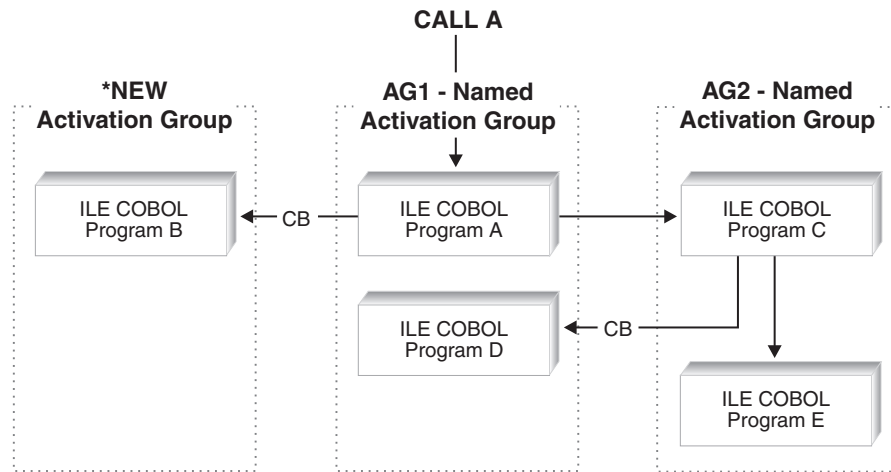 CALL A
*NEW
Activation Group
AG1 - Named
Activation Group
AG2 - Named
Activation Group
ILE COBOL
Program B
CB
ILE COBOL
Program A
ILE COBOL
Program C
ILE COBOL
Program D
CB
ILE COBOL
Program E